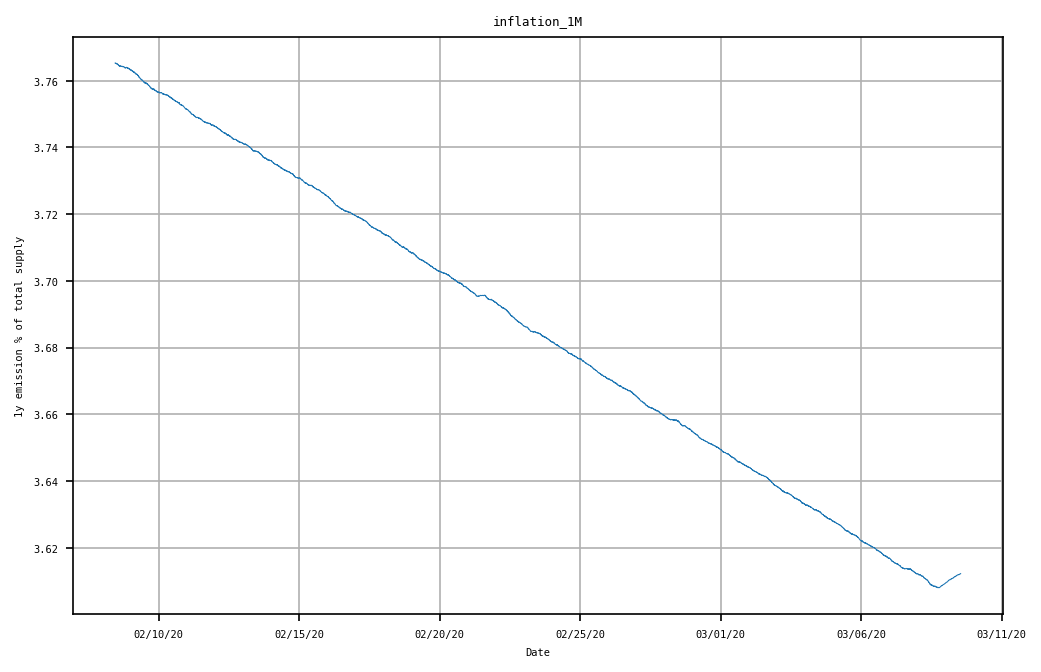 inflation_1M
3.76
3.74
3.72
3.70
3.68
3.66
3.64
3.62
1y emission % of total supply
02/10/20 02/15/20 02/20/20 02/25/20 03/01/20 03/06/20 03/11/20
Date